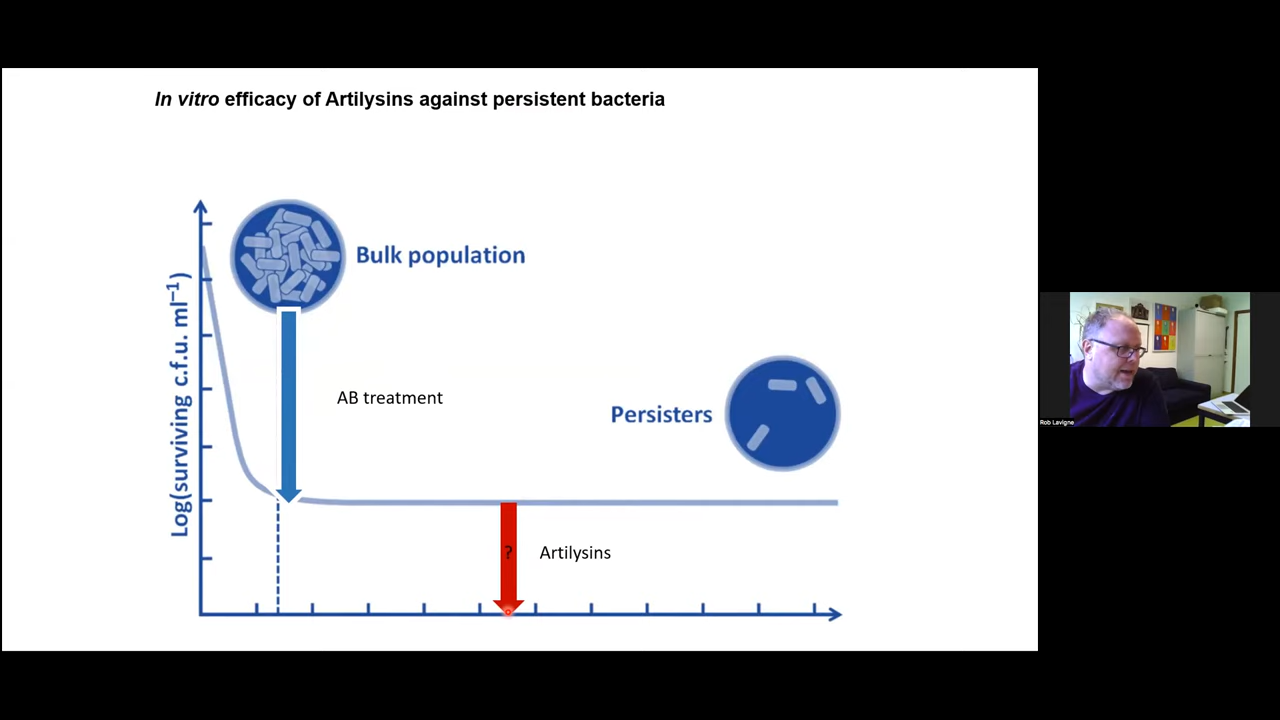 In vitro efficacy of Artilysins against persistent bacteria
Bulk population
Log(surviving c.f.u. ml⁻¹)
AB treatment
Persisters
?
Artilysins
Rob Lavigne